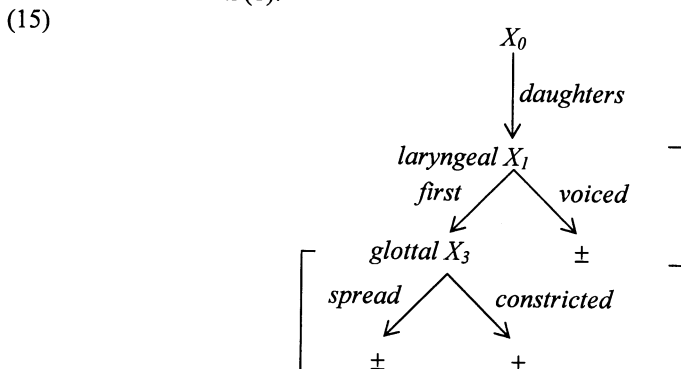 (15)
X₀
daughters
laryngeal X₁
first voiced
glottal X₃ ±
spread constricted
±